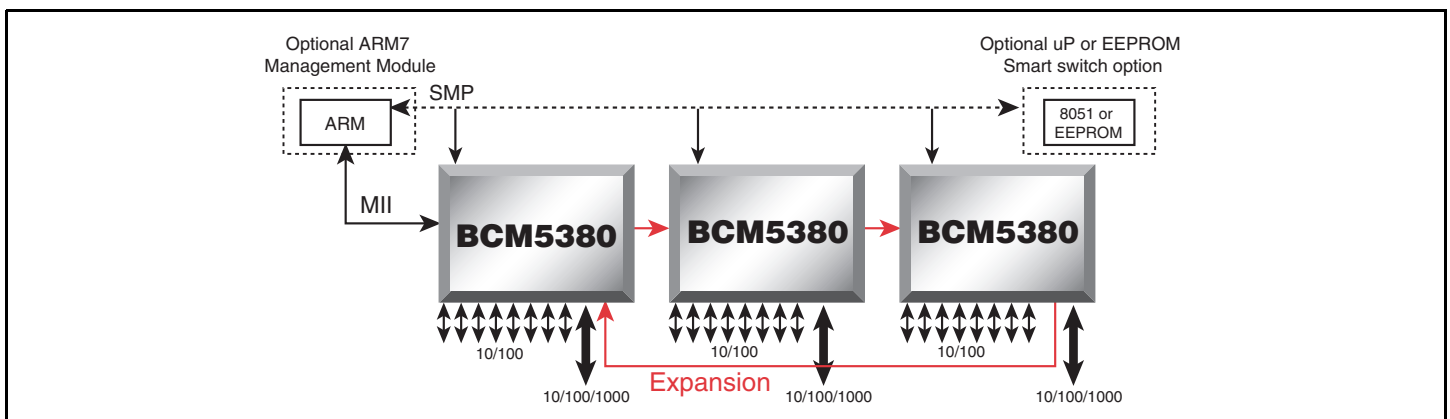 Optional ARM7
Management Module
Optional uP or EEPROM
Smart switch option
SMP
ARM
8051 or
EEPROM
MII
BCM5380
BCM5380
BCM5380
10/100
10/100
10/100
Expansion
10/100/1000
10/100/1000
10/100/1000